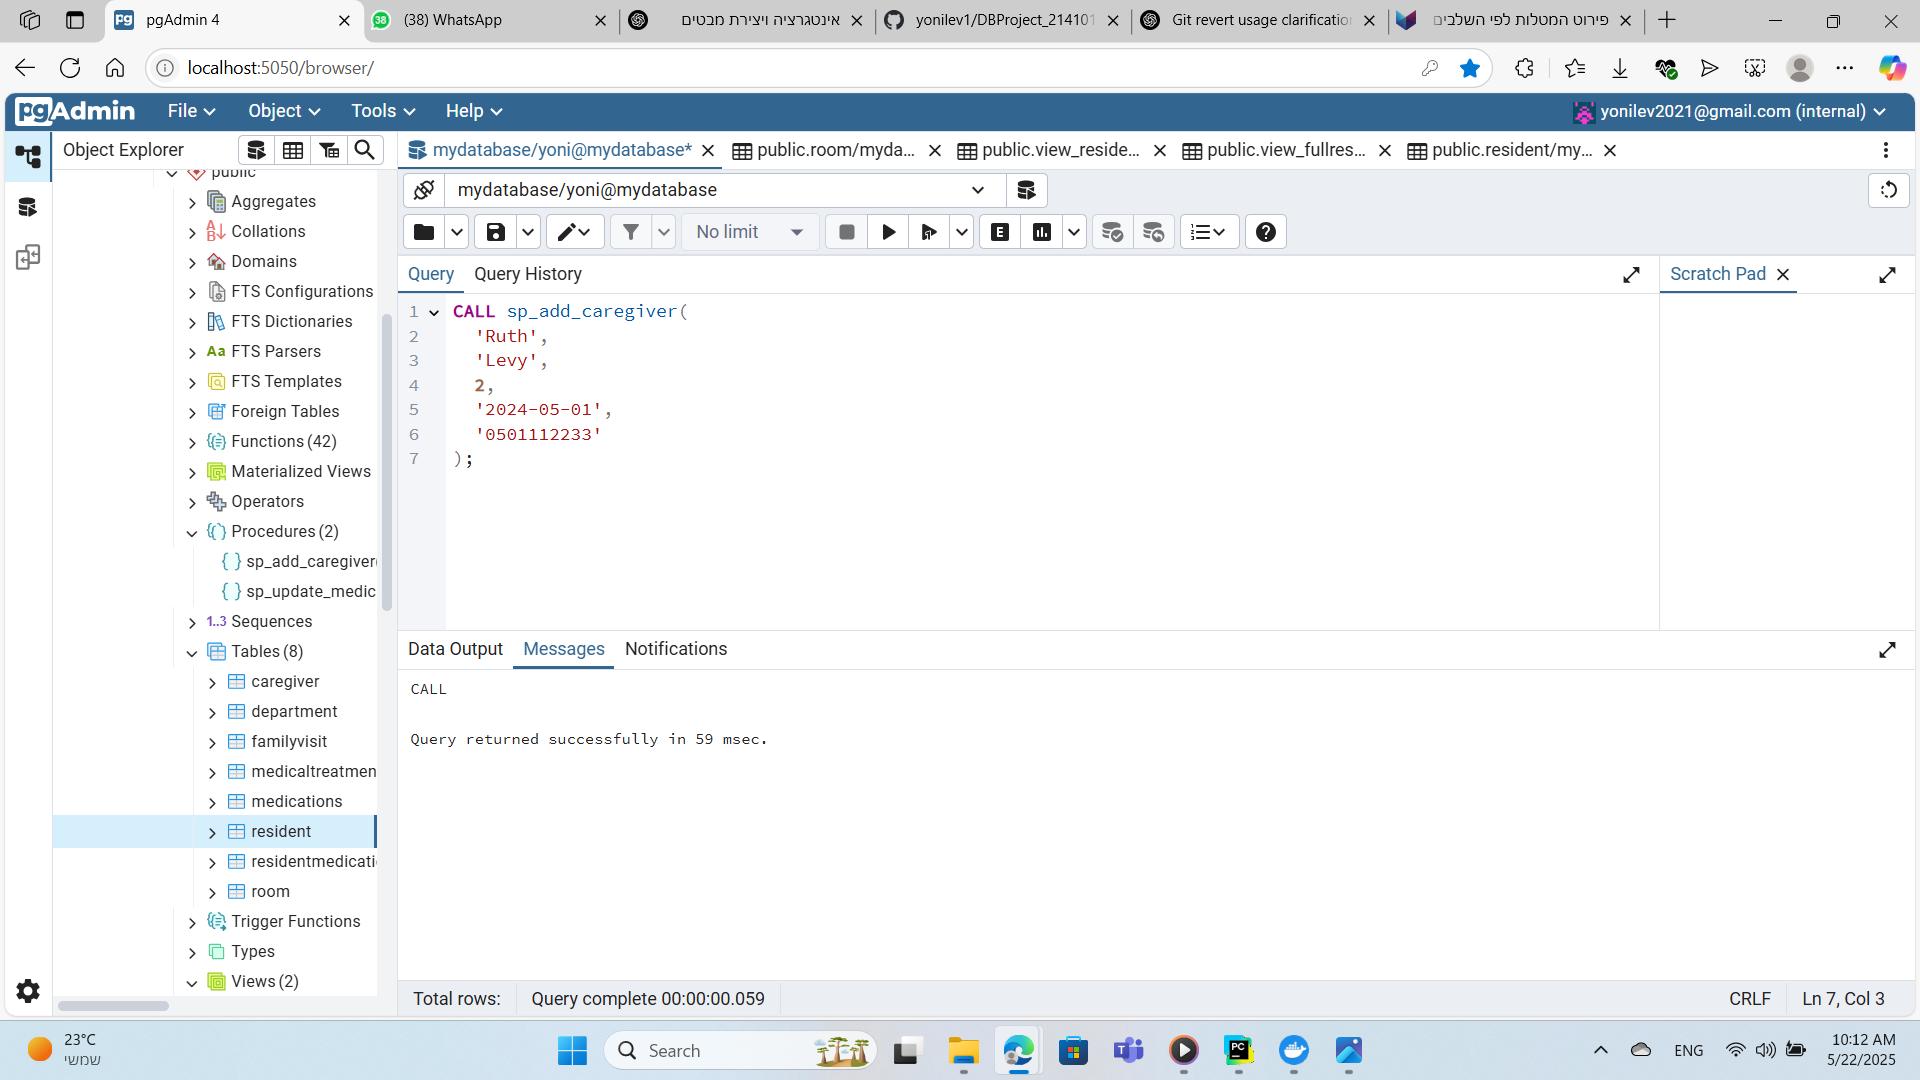 pgAdmin 4
(38) WhatsApp
אינטגרציה ויצירת מבטים
yonilev1/DBProject_214101
Git revert usage clarification
פירוט המטלות לפי השלבים
localhost:5050/browser/
pgAdmin
File
Object
Tools
Help
yonilev2021@gmail.com (internal)
Object Explorer
mydatabase/yoni@mydatabase*
public.room/myda...
public.view_reside...
public.view_fullres...
public.resident/my...
public
Aggregates
Collations
Domains
FTS Configurations
FTS Dictionaries
Aa FTS Parsers
FTS Templates
Foreign Tables
Functions (42)
Materialized Views
Operators
Procedures (2)
sp_add_caregiver(
sp_update_medic
1..3 Sequences
Tables (8)
caregiver
department
familyvisit
medicaltreatmen
medications
resident
residentmedicati
room
Trigger Functions
Types
Views (2)
mydatabase/yoni@mydatabase
No limit
E
Query
Query History
Scratch Pad
1 CALL sp_add_caregiver(
2 'Ruth',
3 'Levy',
4 2,
5 '2024-05-01',
6 '0501112233'
7 );
Data Output
Messages
Notifications
CALL
Query returned successfully in 59 msec.
Total rows:
Query complete 00:00:00.059
CRLF
Ln 7, Col 3
23°C
שמשי
Search
ENG
10:12 AM
5/22/2025